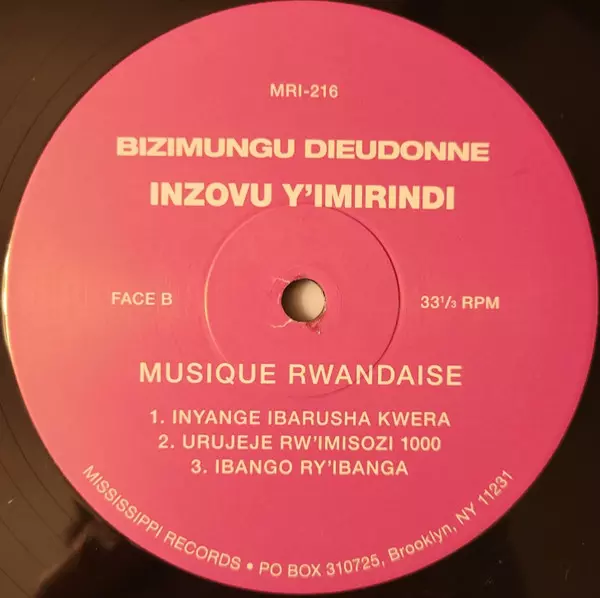 MRI-216
BIZIMUNGU DIEUDONNE
INZOVU Y'IMIRINDI
FACE B
33¹/₃ RPM
MUSIQUE RWANDAISE
1. INYANGE IBARUSHA KWERA
2. URUJEJE RW'IMISOZI 1000
3. IBANGO RY'IBANGA
MISSISSIPPI RECORDS • PO BOX 310725, Brooklyn, NY 11231